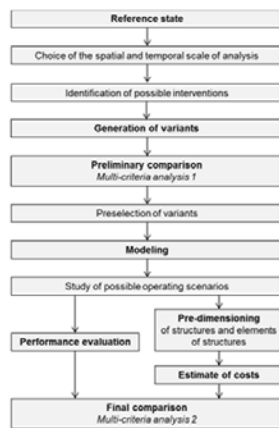 Reference state
Choice of the spatial and temporal scale of analysis
Identification of possible interventions
Generation of variants
Preliminary comparison
Multi-criteria analysis 1
Preselection of variants
Modeling
Study of possible operating scenarios
Performance evaluation
Pre-dimensioning
of structures and elements
of structures
Estimate of costs
Final comparison
Multi-criteria analysis 2